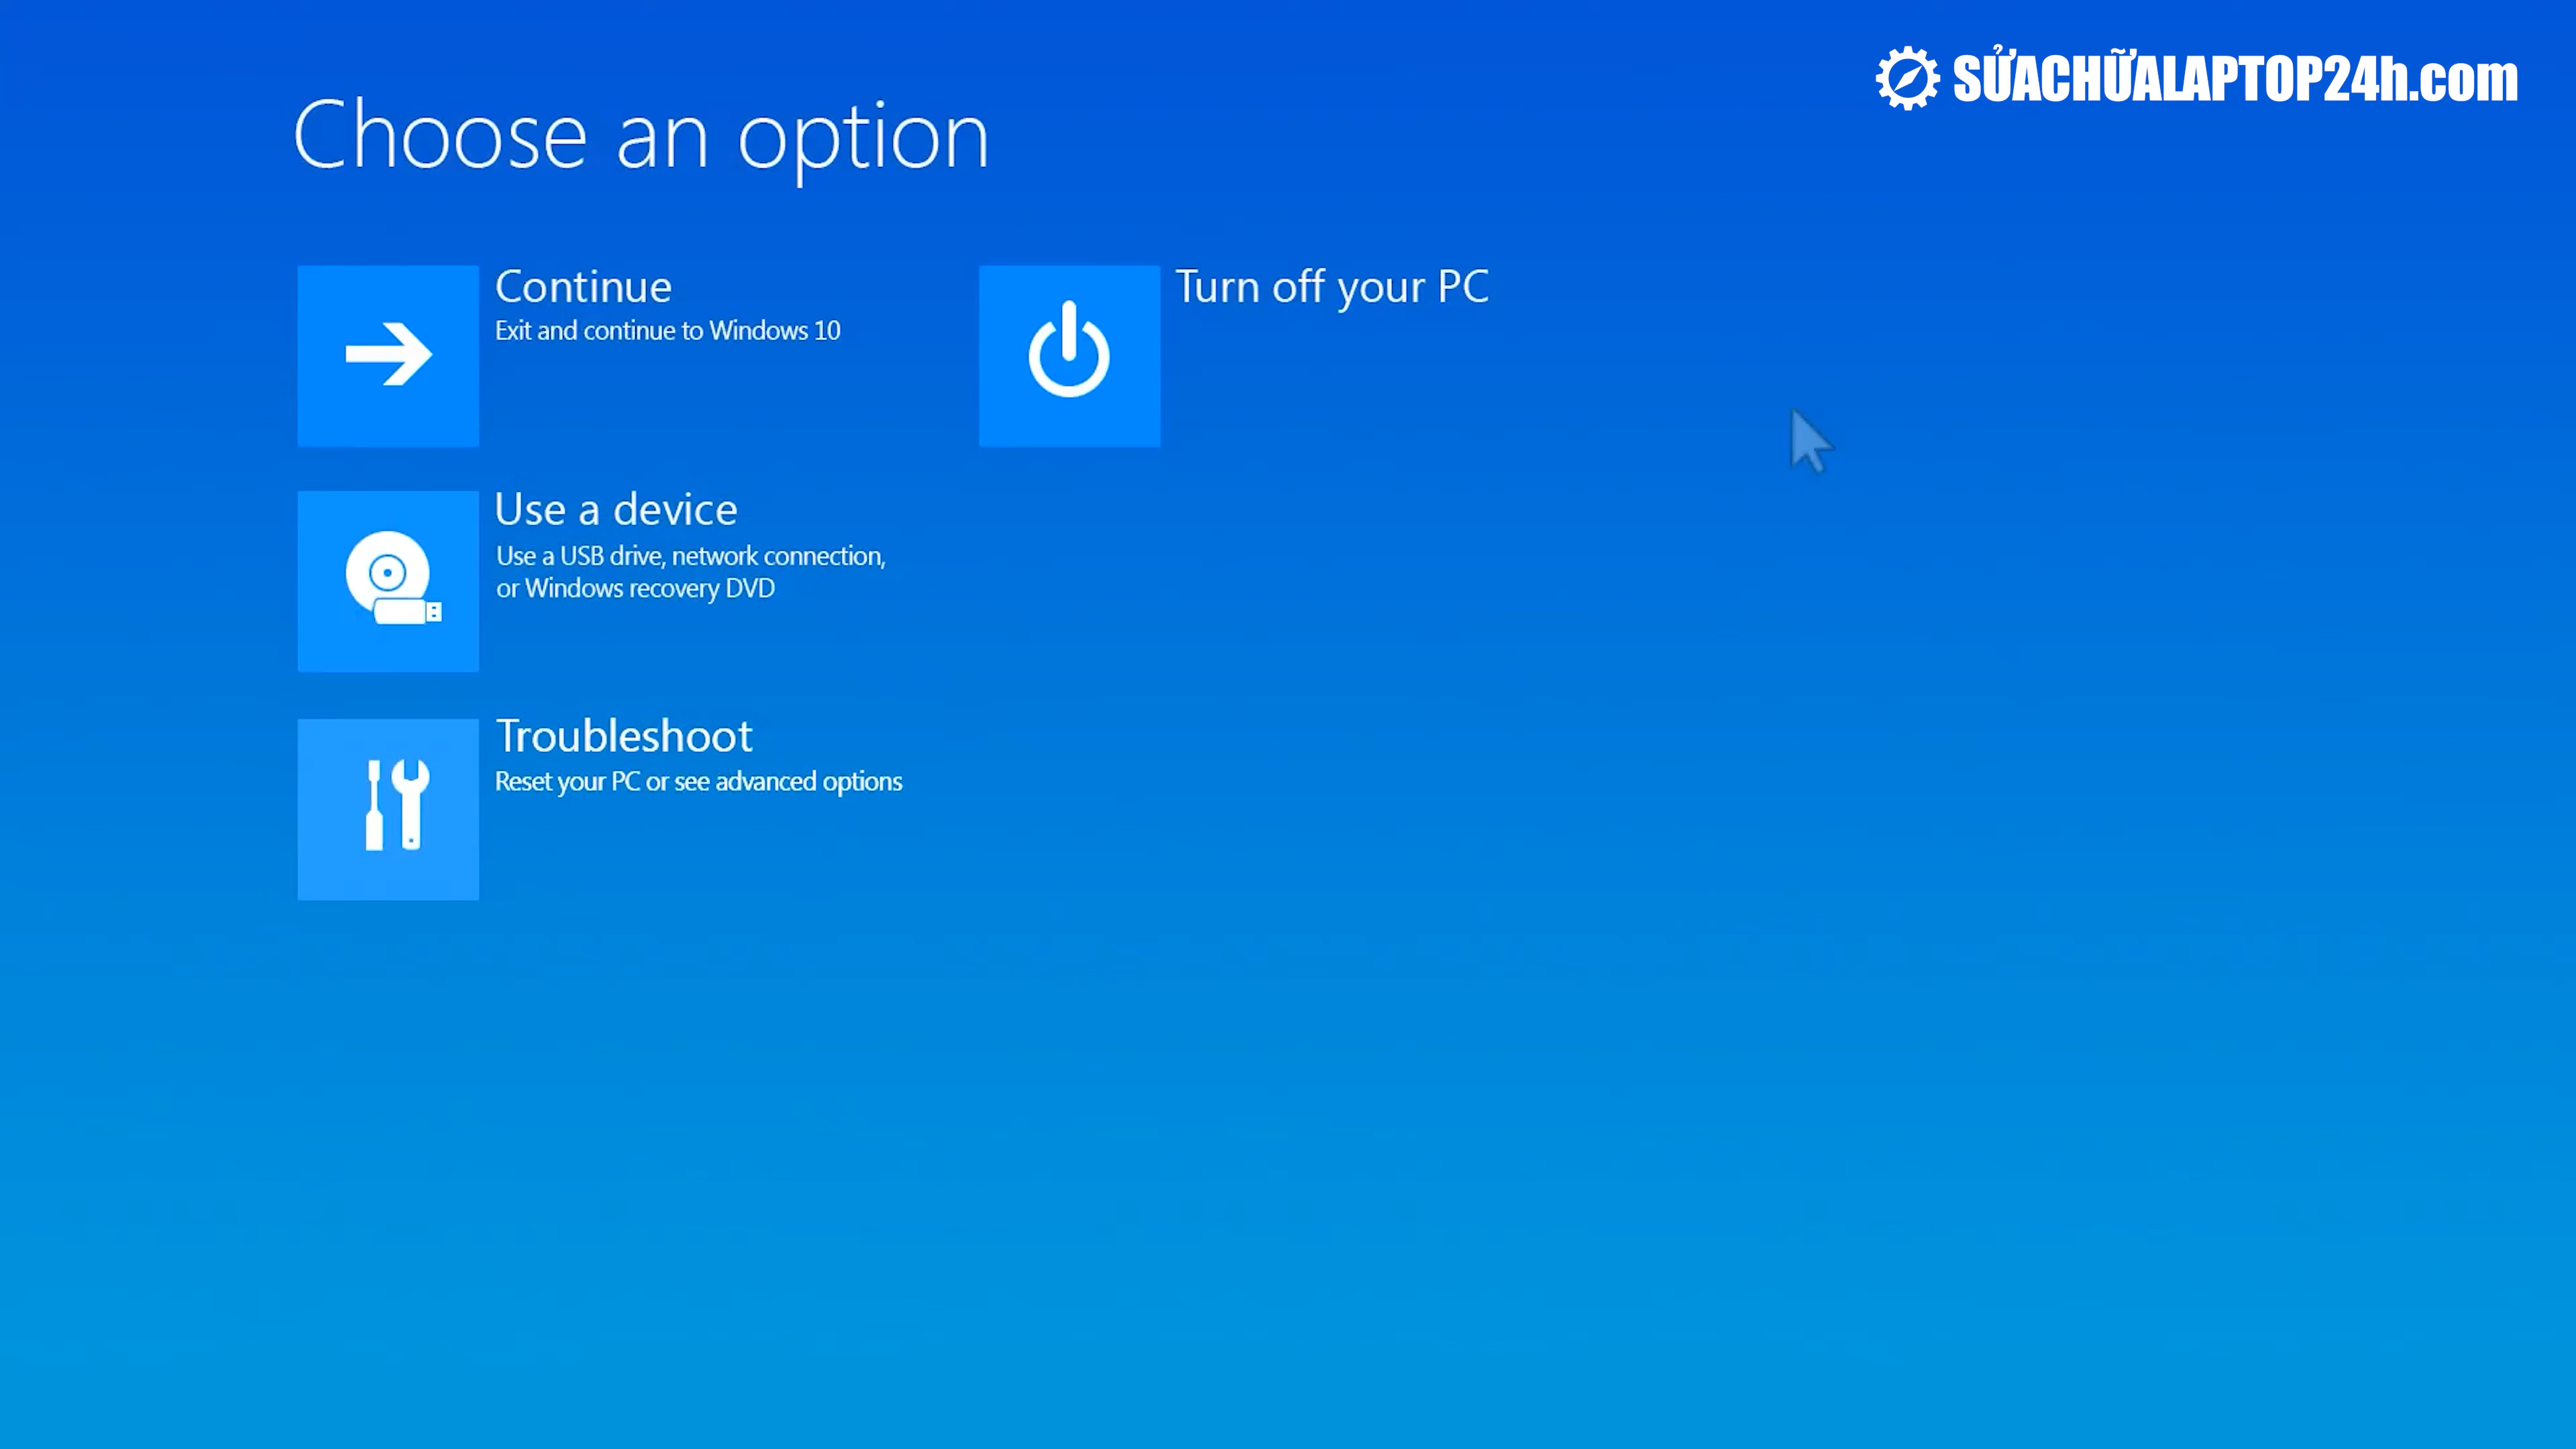 SỬACHỮALAPTOP24h.com
Choose an option
Continue
Exit and continue to Windows 10
Turn off your PC
Use a device
Use a USB drive, network connection,
or Windows recovery DVD
Troubleshoot
Reset your PC or see advanced options